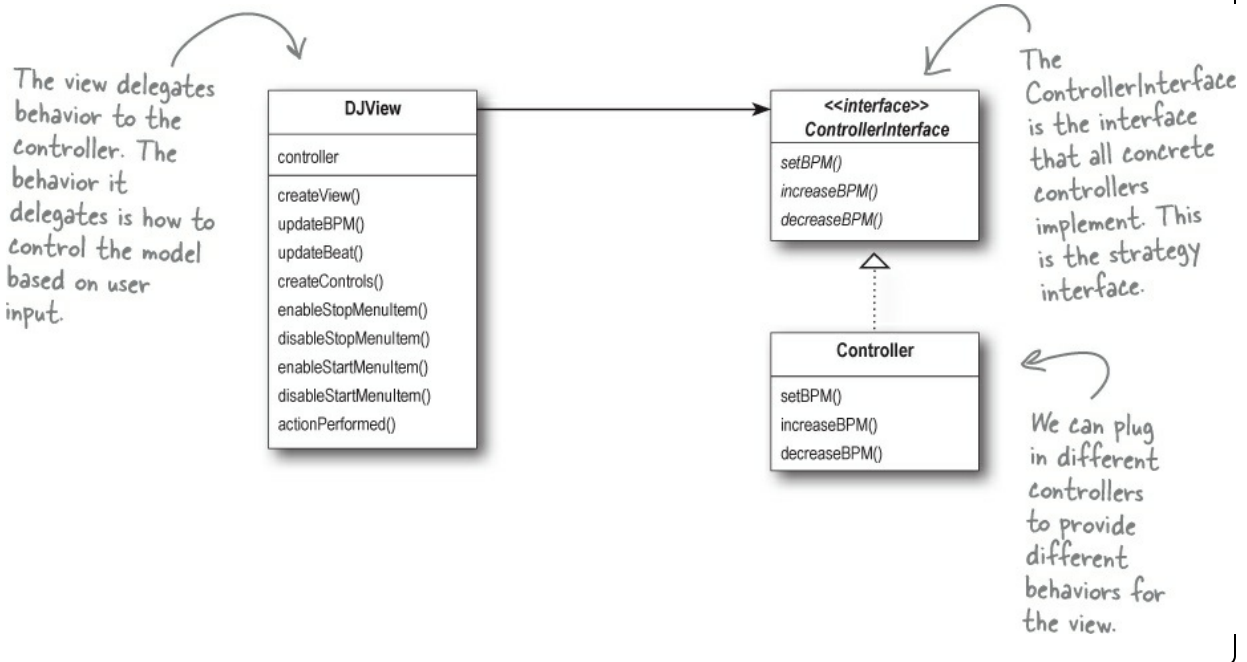 The view delegates
behavior to the
controller. The
behavior it
delegates is how to
control the model
based on user
input.
DJView
controller
createView()
updateBPM()
updateBeat()
createControls()
enableStopMenuItem()
disableStopMenuItem()
enableStartMenuItem()
disableStartMenuItem()
actionPerformed()
<<interface>>
ControllerInterface
setBPM()
increaseBPM()
decreaseBPM()
The
ControllerInterface
is the interface
that all concrete
controllers
implement. This
is the strategy
interface.
Controller
setBPM()
increaseBPM()
decreaseBPM()
We can plug
in different
controllers
to provide
different
behaviors for
the view.